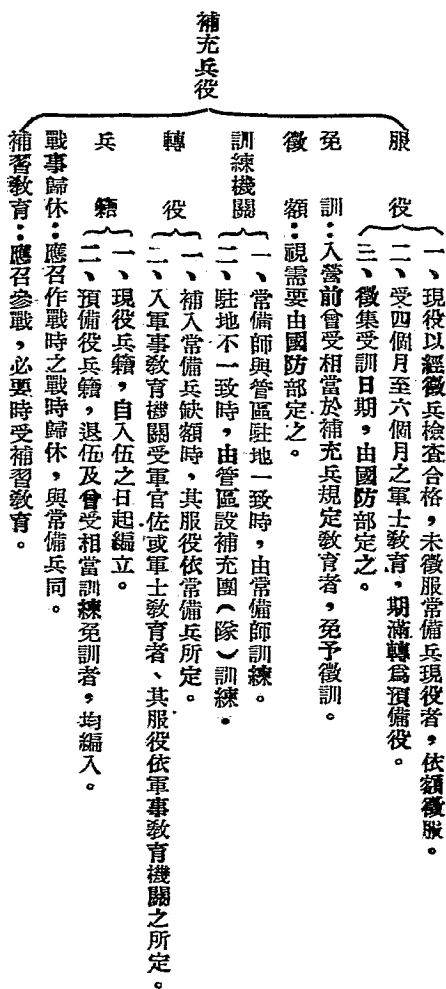 補充兵役
服役
一、現役以經徵兵檢查合格，未徵服常備兵現役者，依額徵服。
二、受四個月至六個月之軍士教育，期滿轉爲預備役。
三、徵集受訓日期，由國防部定之。
免訓：入營前曾受相當於補充兵規定教育者，免予徵訓。
徵額：視需要由國防部定之。
訓練機關
一、常備師與管區駐地一致時，由常備師訓練。
二、駐地不一致時，由管區設補充團（隊）訓練。
轉役
一、補入常備兵缺額時，其服役依常備兵所定。
二、入軍事教育機關受軍官佐或軍士教育者、其服役依軍事教育機關之所定。
兵籍
一、現役兵籍，自入伍之日起編立。
二、預備役兵籍，退伍及曾受相當訓練免訓者，均編入。
戰事歸休：應召作戰時之戰時歸休，與常備兵同。
補習教育：應召參戰，必要時受補習教育。